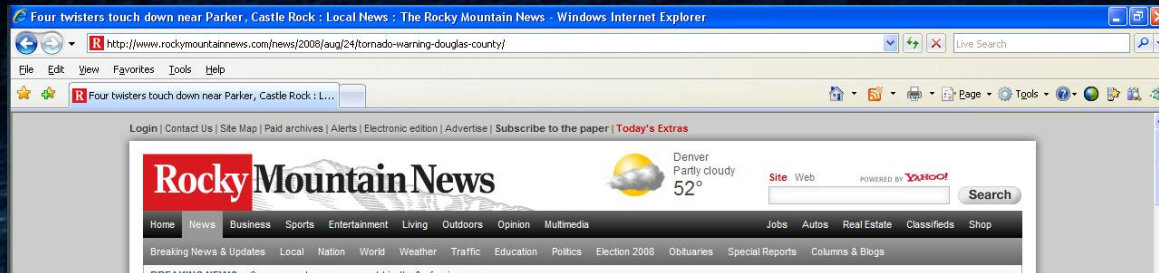 Four twisters touch down near Parker, Castle Rock : Local News : The Rocky Mountain News - Windows Internet Explorer
R http://www.rockymountainnews.com/news/2008/aug/24/tornado-warning-douglas-county/ Live Search
File Edit View Favorites Tools Help
R Four twisters touch down near Parker, Castle Rock : L... Page Tools
Login | Contact Us | Site Map | Paid archives | Alerts | Electronic edition | Advertise | Subscribe to the paper | Today's Extras
Rocky Mountain News
Denver
Partly cloudy
52°
Site Web POWERED BY YAHOO!
Search
Home News Business Sports Entertainment Living Outdoors Opinion Multimedia Jobs Autos Real Estate Classifieds Shop
Breaking News & Updates Local Nation World Weather Traffic Education Politics Election 2008 Obituaries Special Reports Columns & Blogs